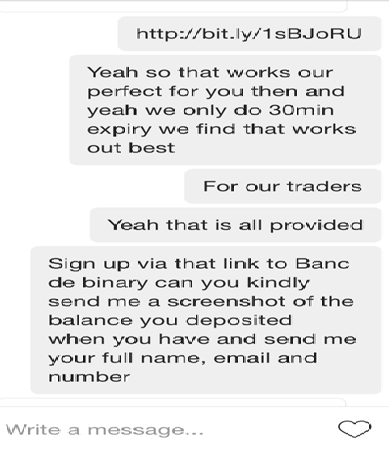 http://bit.ly/1sBJoRU
Yeah so that works our
perfect for you then and
yeah we only do 30min
expiry we find that works
out best
For our traders
Yeah that is all provided
Sign up via that link to Banc
de binary can you kindly
send me a screenshot of the
balance you deposited
when you have and send me
your full name, email and
number
Write a message...